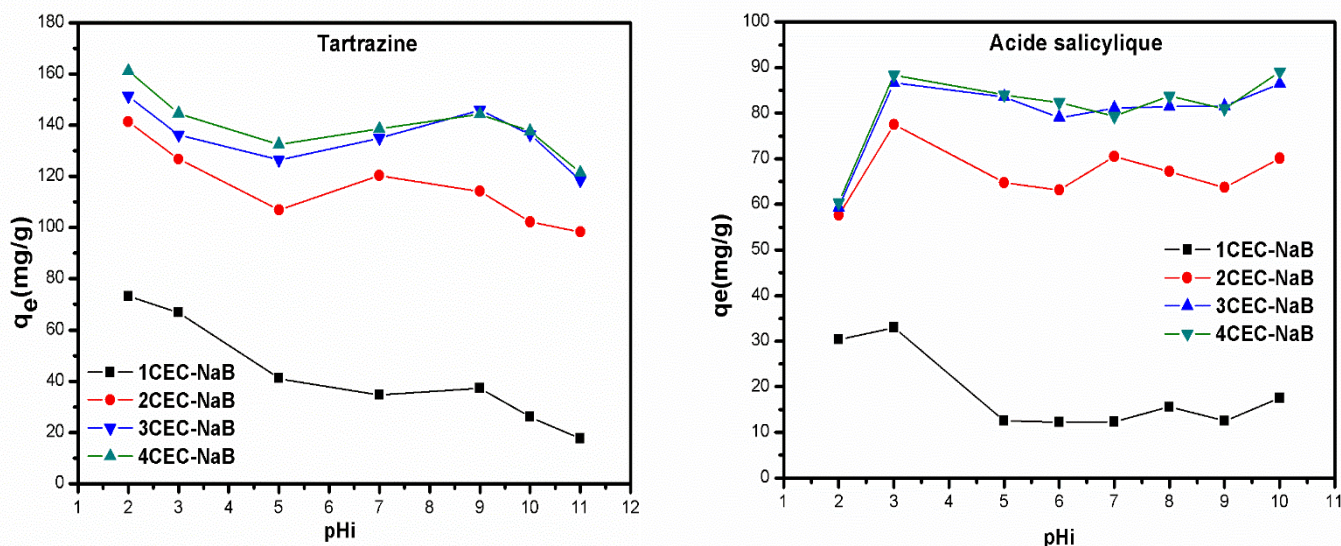 Tartrazine
q_e(mg/g)
180
160
140
120
100
80
60
40
20
0
1CEC-NaB
2CEC-NaB
3CEC-NaB
4CEC-NaB
1 2 3 4 5 6 7 8 9 10 11 12
pHi
Acide salicylique
qe(mg/g)
100
90
80
70
60
50
40
30
20
10
0
1CEC-NaB
2CEC-NaB
3CEC-NaB
4CEC-NaB
1 2 3 4 5 6 7 8 9 10 11
pHi